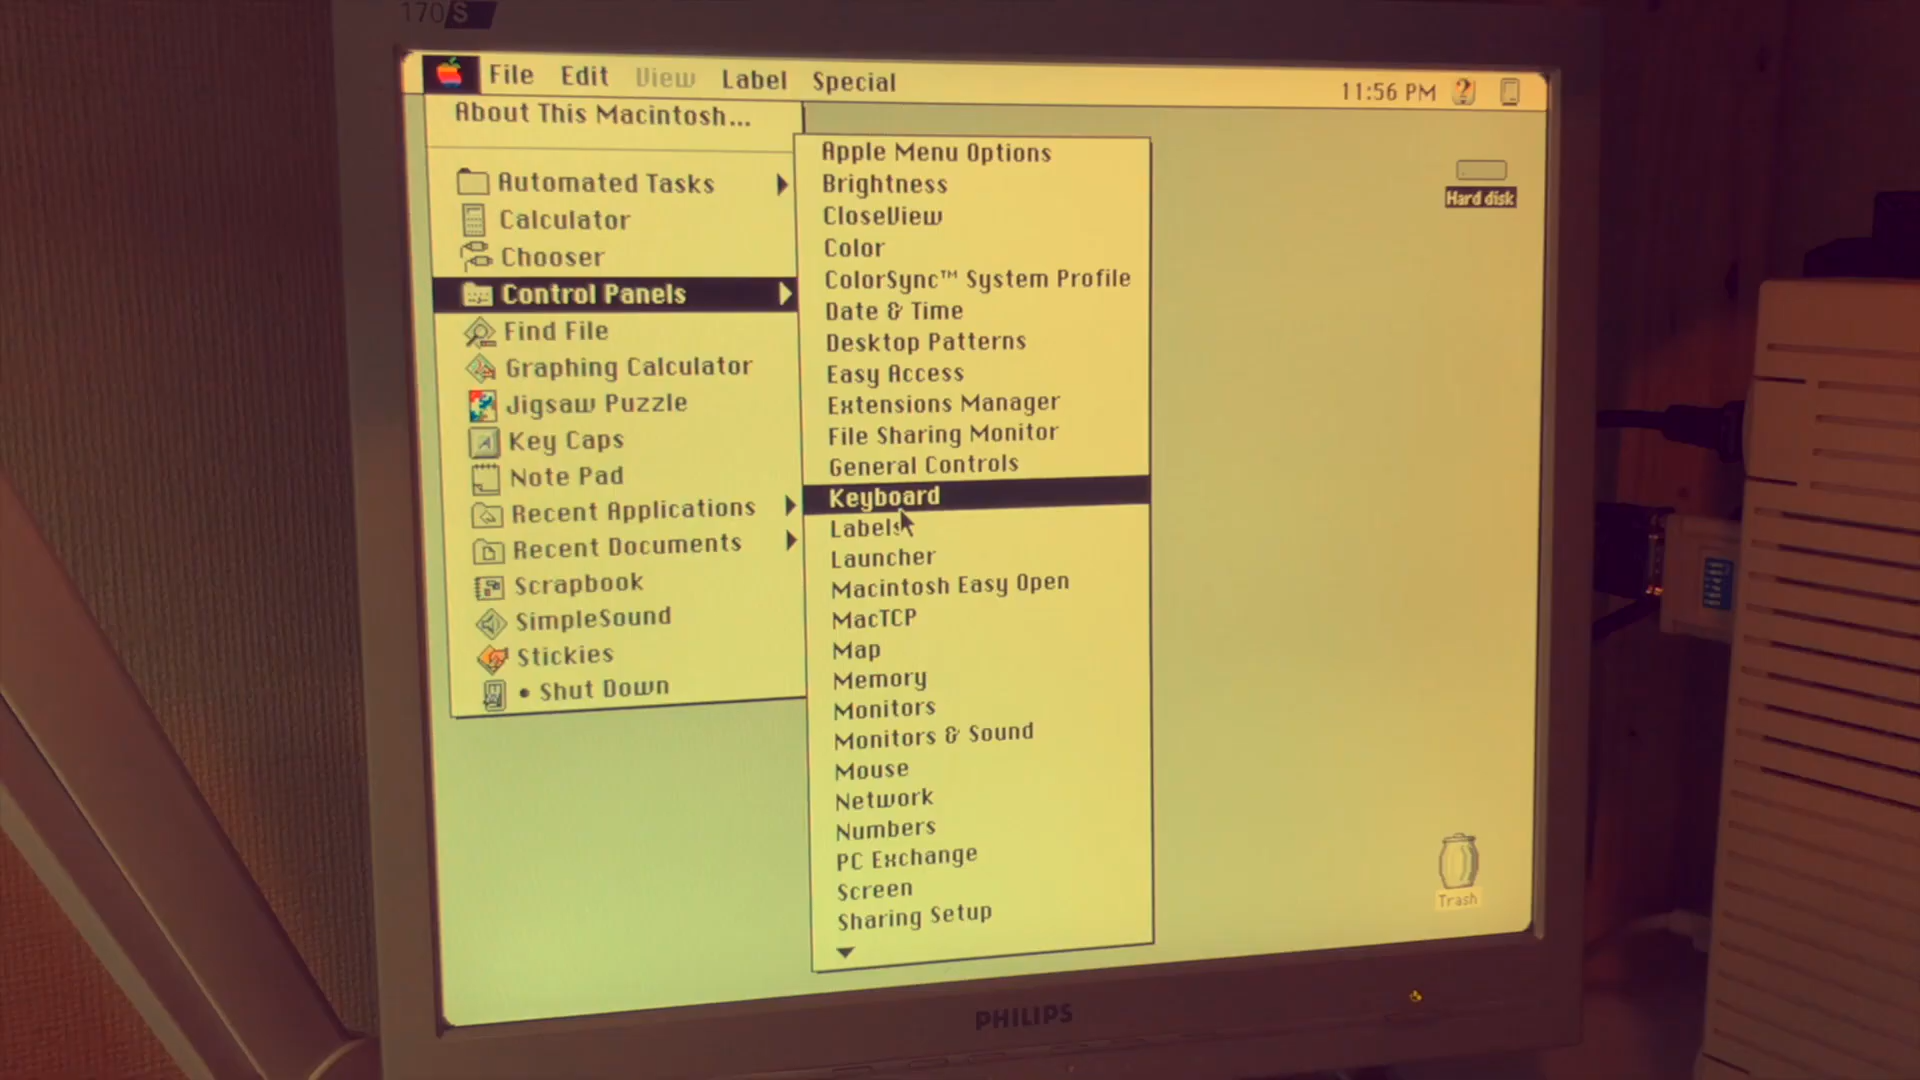 170S
File Edit View Label Special 11:56 PM
About This Macintosh...
Automated Tasks
Calculator
Chooser
Control Panels
Find File
Graphing Calculator
Jigsaw Puzzle
Key Caps
Note Pad
Recent Applications
Recent Documents
Scrapbook
SimpleSound
Stickies
• Shut Down
Apple Menu Options
Brightness
CloseView
Color
ColorSync™ System Profile
Date & Time
Desktop Patterns
Easy Access
Extensions Manager
File Sharing Monitor
General Controls
Keyboard
Labels
Launcher
Macintosh Easy Open
MacTCP
Map
Memory
Monitors
Monitors & Sound
Mouse
Network
Numbers
PC Exchange
Screen
Sharing Setup
Hard disk
Trash
PHILIPS